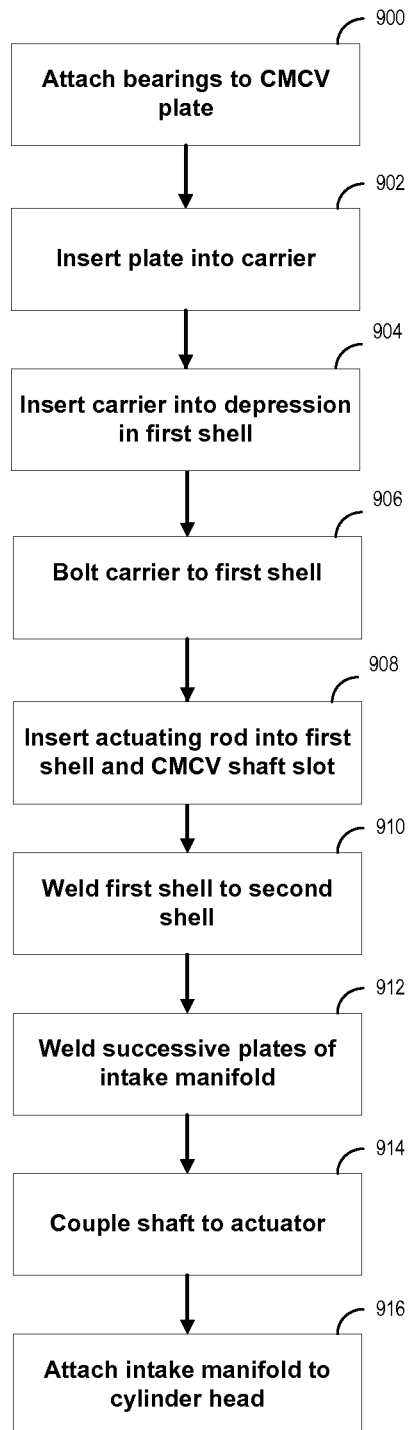 900
Attach bearings to CMCV
plate
902
Insert plate into carrier
904
Insert carrier into depression
in first shell
906
Bolt carrier to first shell
908
Insert actuating rod into first
shell and CMCV shaft slot
910
Weld first shell to second
shell
912
Weld successive plates of
intake manifold
914
Couple shaft to actuator
916
Attach intake manifold to
cylinder head